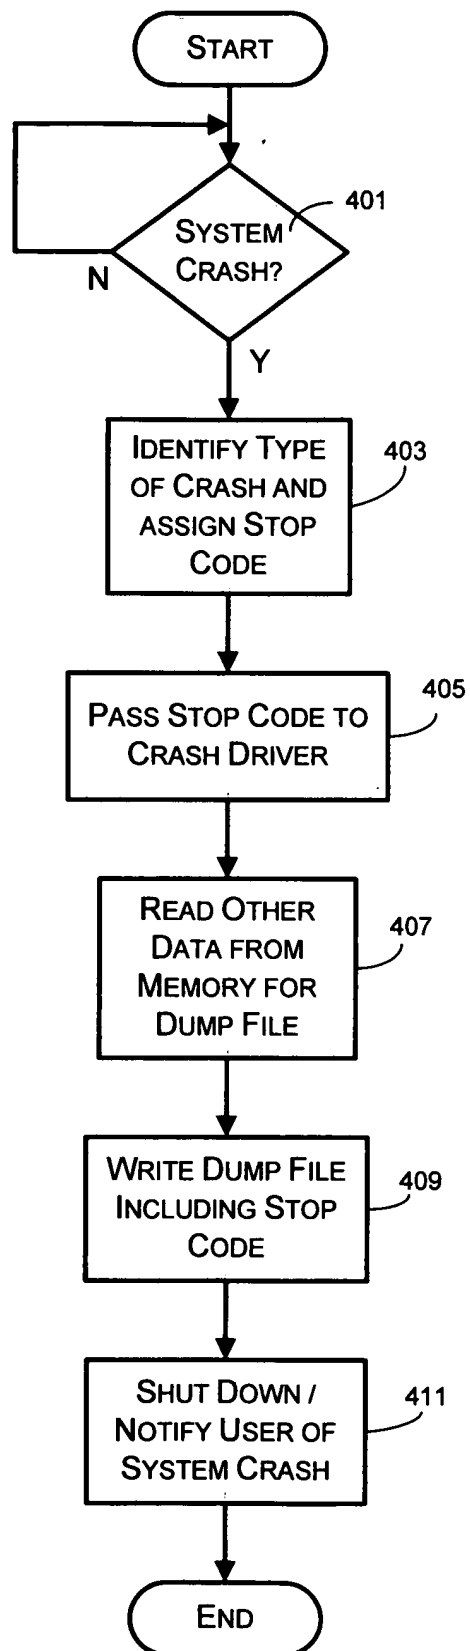 START
401
SYSTEM
CRASH?
N
Y
IDENTIFY TYPE
OF CRASH AND
ASSIGN STOP
CODE
403
PASS STOP CODE TO
CRASH DRIVER
405
READ OTHER
DATA FROM
MEMORY FOR
DUMP FILE
407
WRITE DUMP FILE
INCLUDING STOP
CODE
409
SHUT DOWN /
NOTIFY USER OF
SYSTEM CRASH
411
END